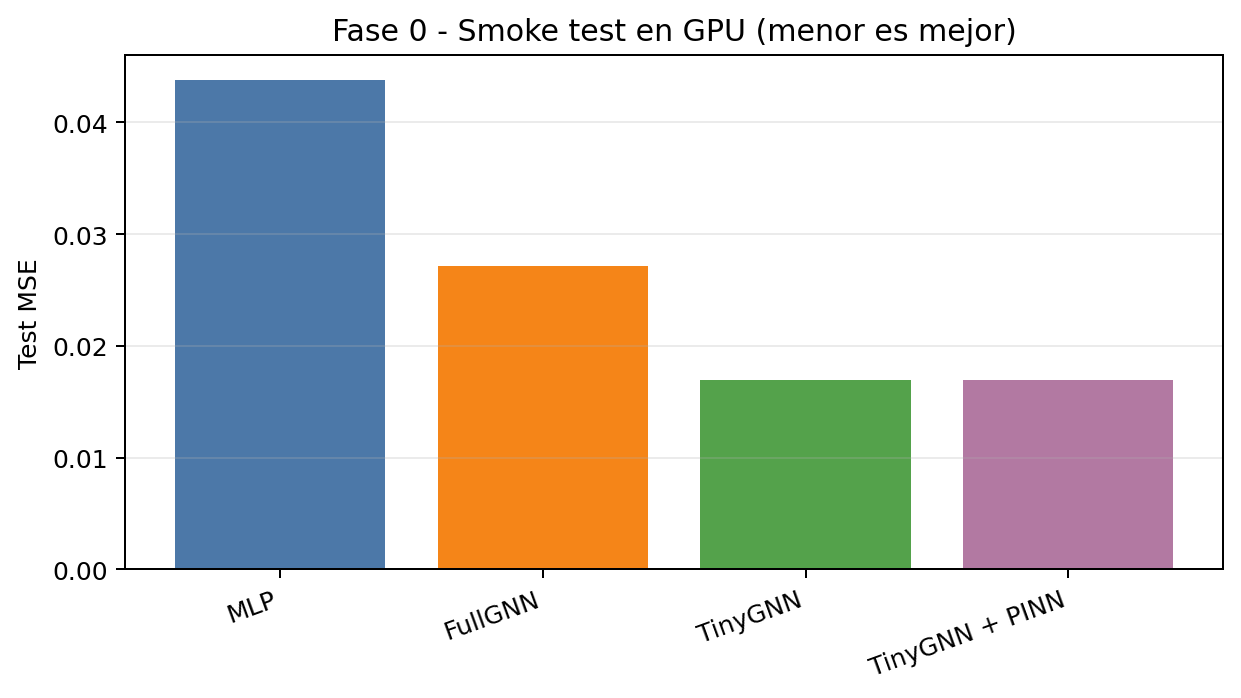 Fase 0 - Smoke test en GPU (menor es mejor)
Test MSE
0.04
0.03
0.02
0.01
0.00
MLP
FullGNN
TinyGNN
TinyGNN + PINN